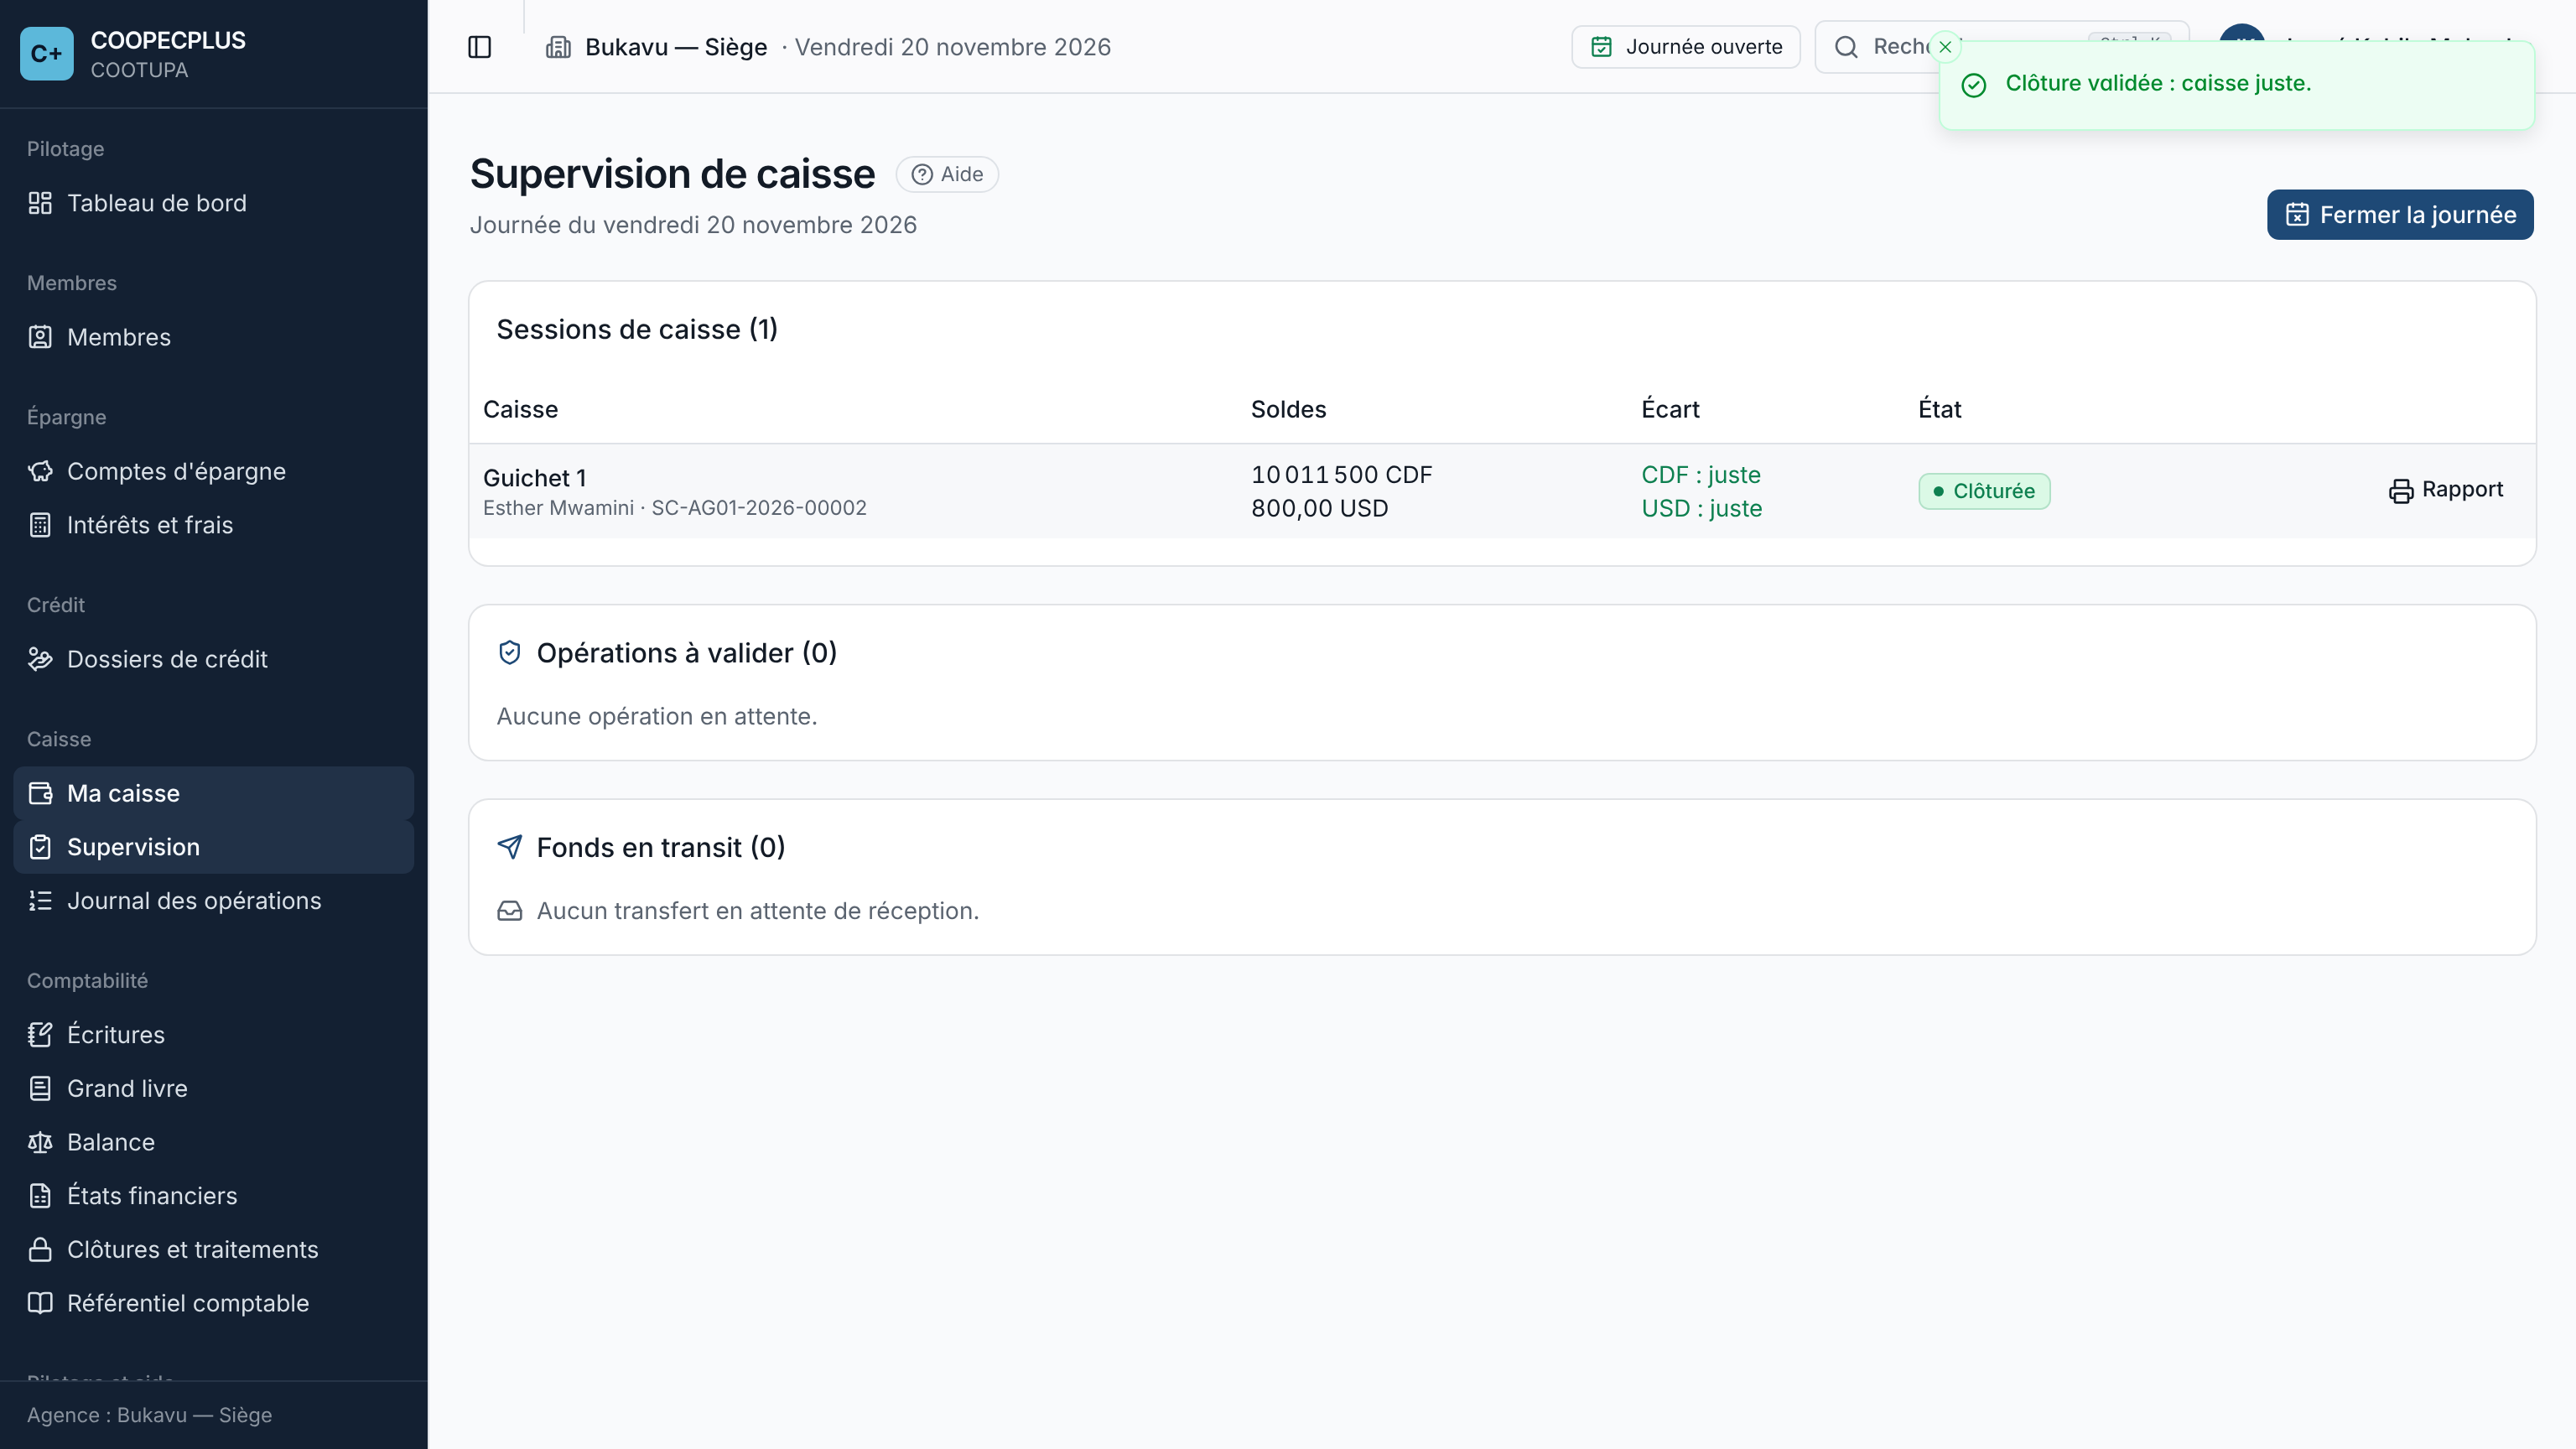 C+
COOPECPLUS
COOTUPA
Pilotage
Tableau de bord
Membres
Membres
Épargne
Comptes d'épargne
Intérêts et frais
Crédit
Dossiers de crédit
Caisse
Ma caisse
Supervision
Journal des opérations
Comptabilité
Écritures
Grand livre
Balance
États financiers
Clôtures et traitements
Référentiel comptable
Agence : Bukavu — Siège
Bukavu — Siège · Vendredi 20 novembre 2026
Journée ouverte
Clôture validée : caisse juste.
Supervision de caisse
Aide
Journée du vendredi 20 novembre 2026
Fermer la journée
Sessions de caisse (1)
Caisse Soldes Écart État
Guichet 1
Esther Mwamini · SC-AG01-2026-00002
10 011 500 CDF
800,00 USD
CDF : juste
USD : juste
Clôturée
Rapport
Opérations à valider (0)
Aucune opération en attente.
Fonds en transit (0)
Aucun transfert en attente de réception.